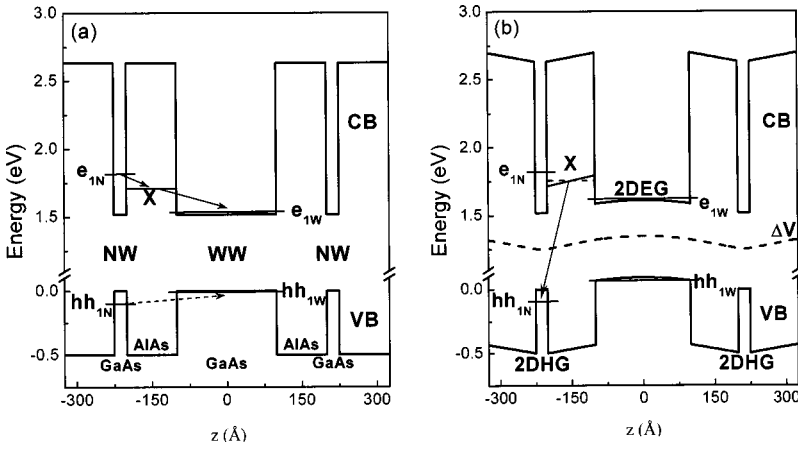 (a)
3.0
2.5
2.0
1.5
0.0
-0.5
Energy (eV)
CB
e1N
X
e1W
NW
WW
NW
hh1N
hh1W
VB
AlAs
AlAs
GaAs
GaAs
GaAs
-300
-150
0
150
300
z (Å)
(b)
3.0
2.5
2.0
1.5
0.0
-0.5
Energy (eV)
CB
e1N
X
2DEG
e1W
ΔV
hh1N
hh1W
VB
2DHG
2DHG
-300
-150
0
150
300
z (Å)